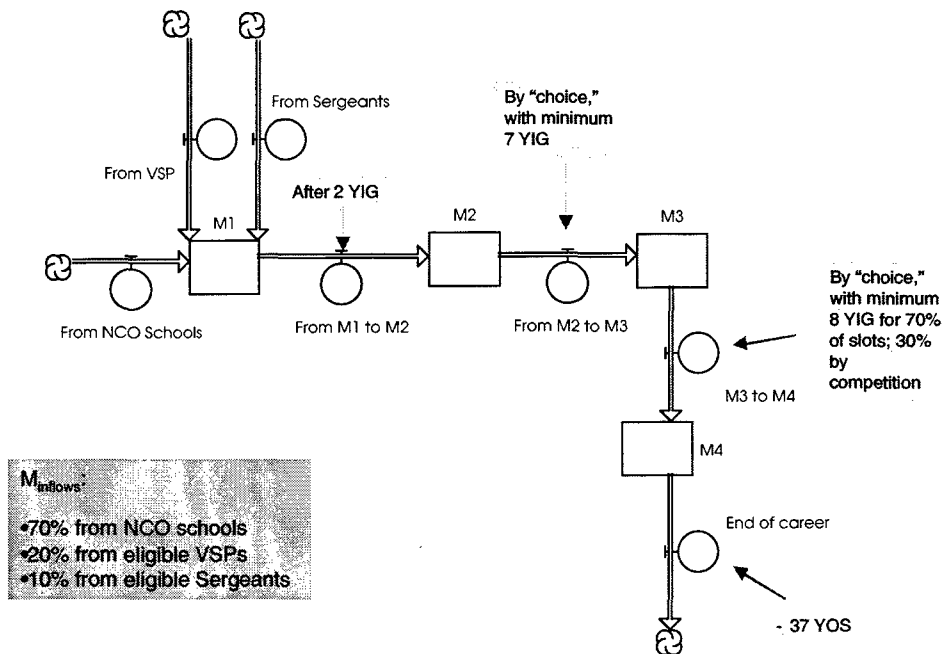 From Sergeants
From VSP
By "choice,"
with minimum
7 YIG
After 2 YIG
M1
M2
M3
From NCO Schools
From M1 to M2
From M2 to M3
By "choice,"
with minimum
8 YIG for 70%
of slots; 30%
by
competition
M3 to M4
M4
End of career
- 37 YOS
Minflows:
•70% from NCO schools
•20% from eligible VSPs
•10% from eligible Sergeants